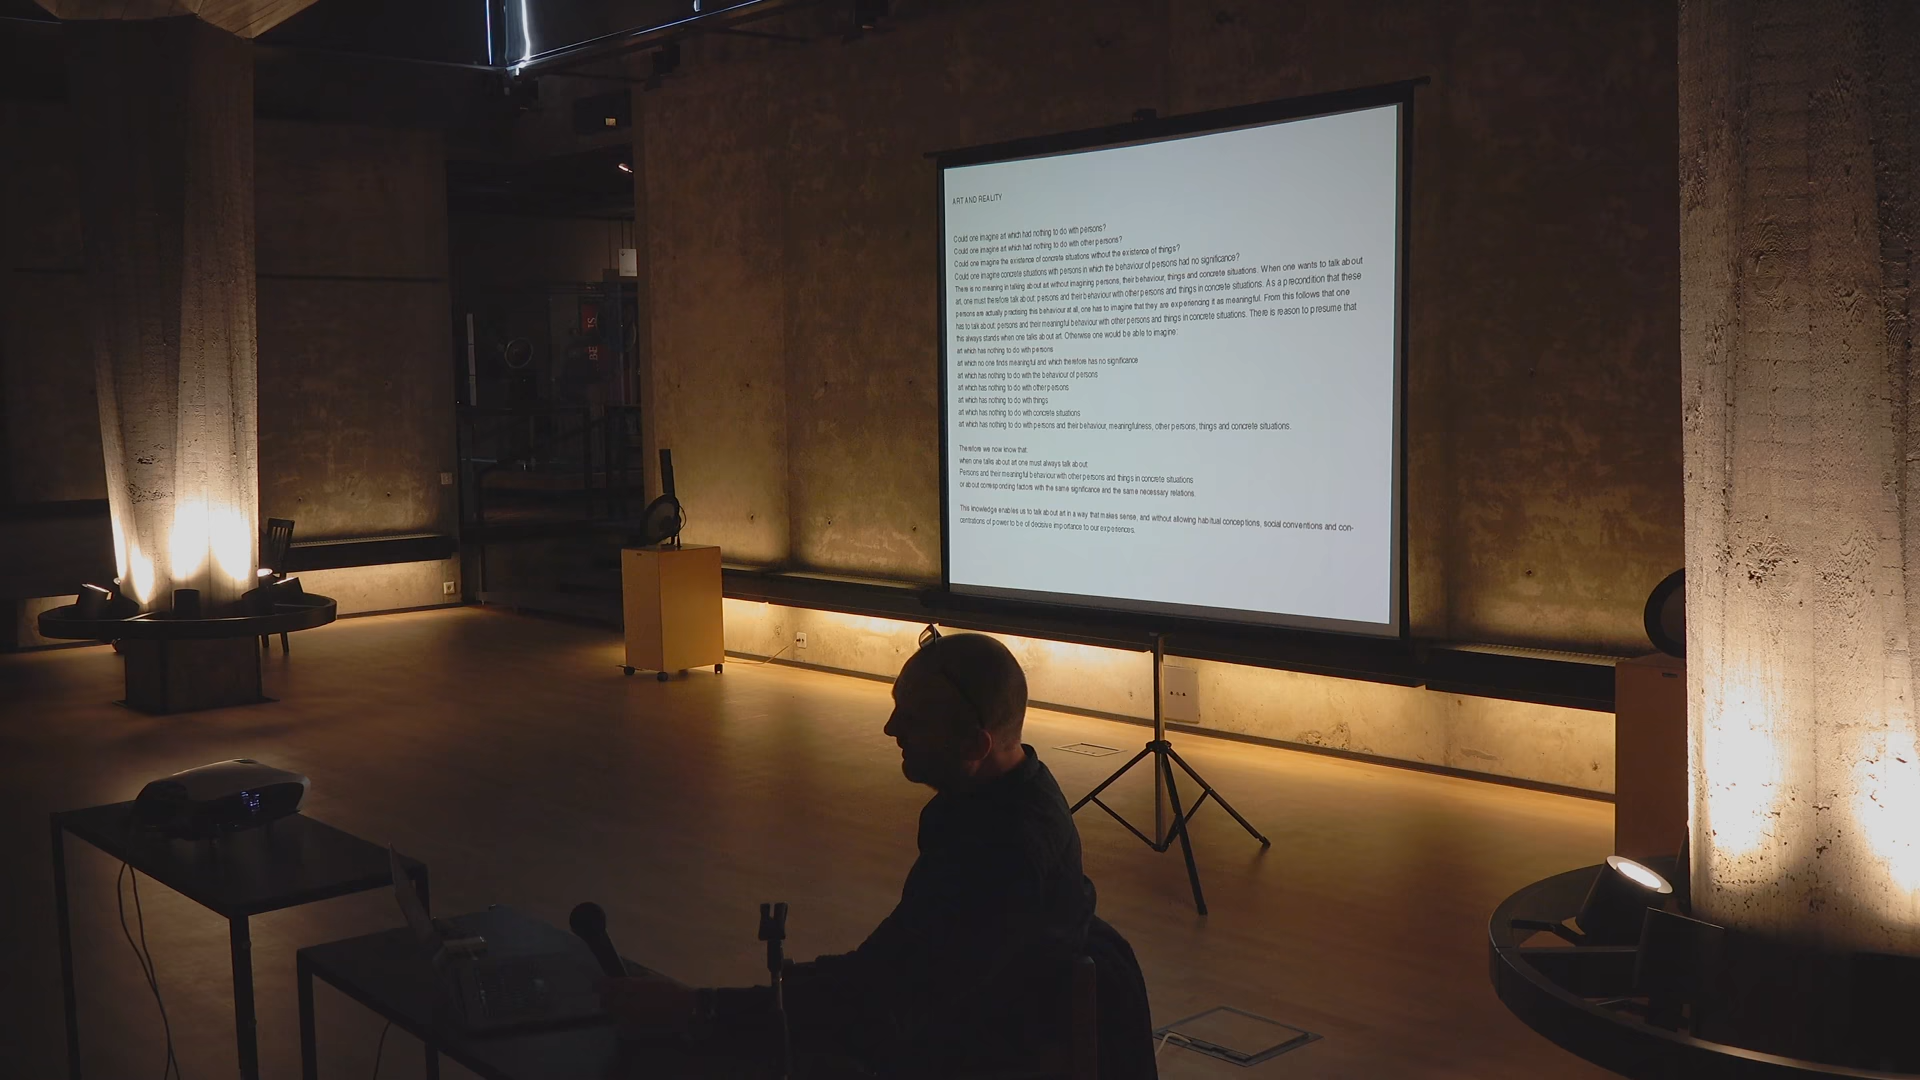 ART AND REALITY
Could one imagine art which had nothing to do with persons?
Could one imagine art which had nothing to do with other persons?
Could one imagine the existence of concrete situations without the existence of things?
Could one imagine concrete situations with persons in which the behaviour of persons had no significance?
There is no meaning in talking about art without imagining persons, their behaviour, things and concrete situations. When one wants to talk about
art, one must therefore talk about: persons and their behaviour with other persons and things in concrete situations. As a precondition that these
persons are actually practising this behaviour at all, one has to imagine that they are experiencing it as meaningful. From this follows that one
has to talk about: persons and their meaningful behaviour with other persons and things in concrete situations. There is reason to presume that
this always stands when one talks about art. Otherwise one would be able to imagine:
art which has nothing to do with persons
art which no one finds meaningful and which therefore has no significance
art which has nothing to do with the behaviour of persons
art which has nothing to do with other persons
art which has nothing to do with things
art which has nothing to do with concrete situations
art which has nothing to do with persons and their behaviour, meaningfulness, other persons, things and concrete situations.
Therefore we now know that:
when one talks about art one must always talk about:
Persons and their meaningful behaviour with other persons and things in concrete situations
or about corresponding factors with the same significance and the same necessary relations.
This knowledge enables us to talk about art in a way that makes sense, and without allowing habitual conceptions, social conventions and con-
centrations of power to be of decisive importance to our experiences.